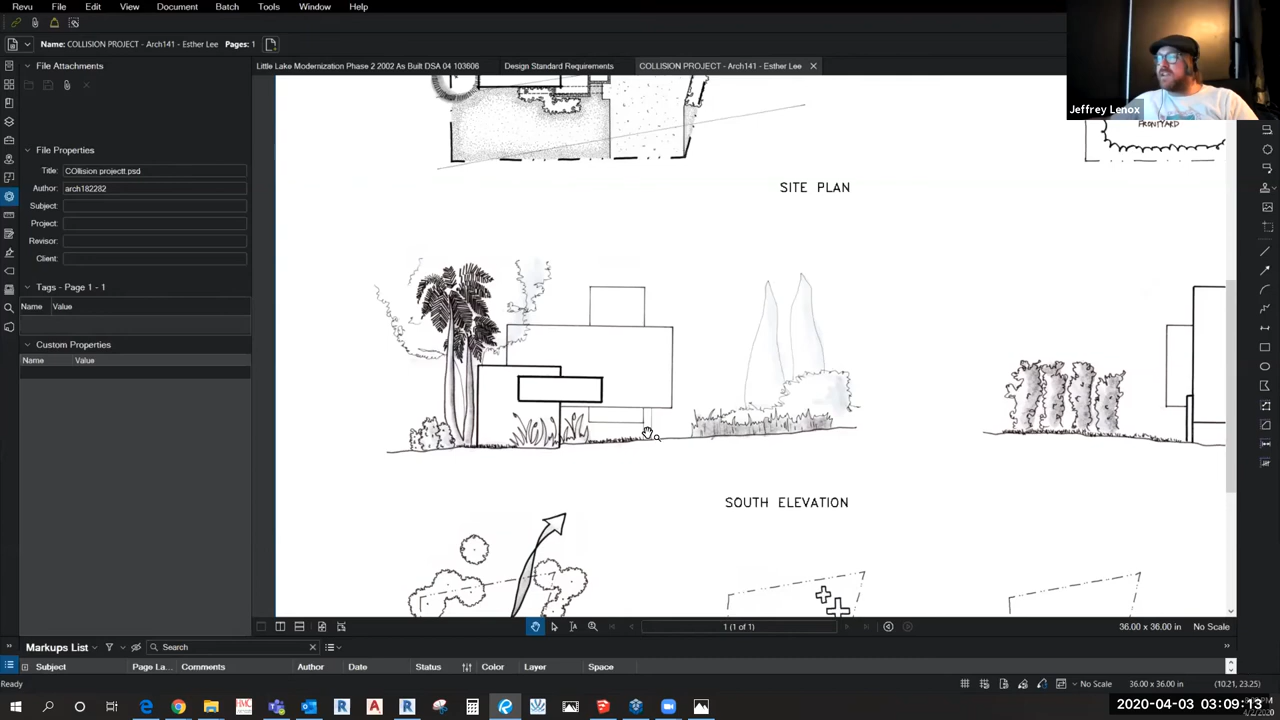 Revu File Edit View Document Batch Tools Window Help
Name: COLLISION PROJECT - Arch141 - Esther Lee Pages: 1
File Attachments
Little Lake Modernization Phase 2 2002 As Built DSA 04 103606
Design Standard Requirements
COLLISION PROJECT - Arch141 - Esther Lee
Jeffrey Lenox
FRONTYARD
File Properties
Title: COllision projectt.psd
Author: arch182282
Subject:
Project:
Revisor:
Client:
SITE PLAN
Tags - Page 1 - 1
Name Value
Custom Properties
Name Value
SOUTH ELEVATION
1 (1 of 1)
36.00 x 36.00 in No Scale
Markups List
Search
Subject Page La... Comments Author Date Status Color Layer Space
Ready
No Scale 36.00 x 36.00 in (10.21, 23.25)
2020-04-03 03:09:13